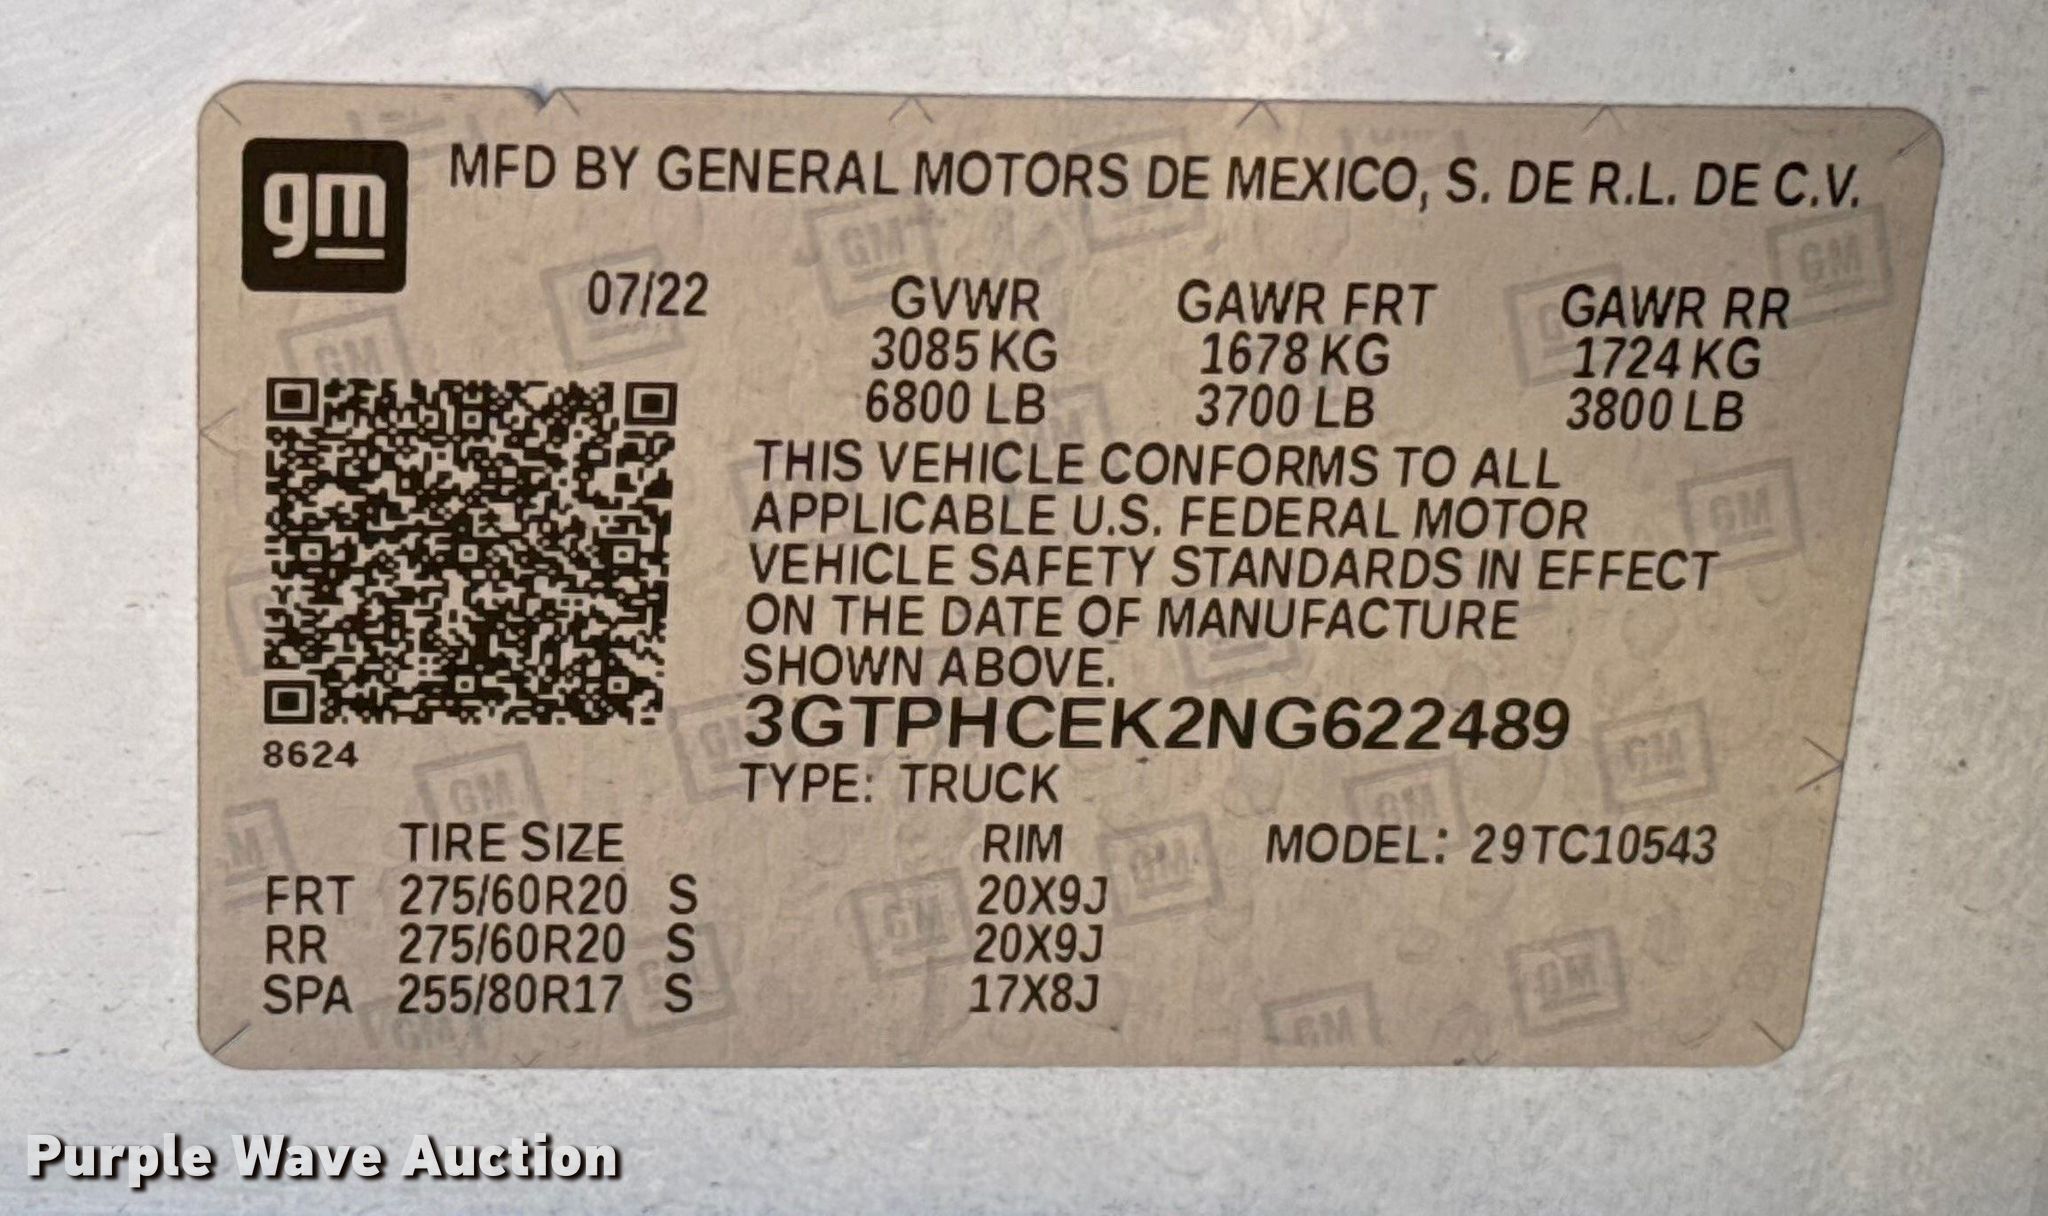 gm
MFD BY GENERAL MOTORS DE MEXICO, S. DE R.L. DE C.V.
07/22 GVWR GAWR FRT GAWR RR
3085 KG 1678 KG 1724 KG
6800 LB 3700 LB 3800 LB
THIS VEHICLE CONFORMS TO ALL
APPLICABLE U.S. FEDERAL MOTOR
VEHICLE SAFETY STANDARDS IN EFFECT
ON THE DATE OF MANUFACTURE
SHOWN ABOVE.
3GTPHCEK2NG622489
8624
TYPE: TRUCK
TIRE SIZE RIM MODEL: 29TC10543
FRT 275/60R20 S 20X9J
RR 275/60R20 S 20X9J
SPA 255/80R17 S 17X8J
Purple Wave Auction